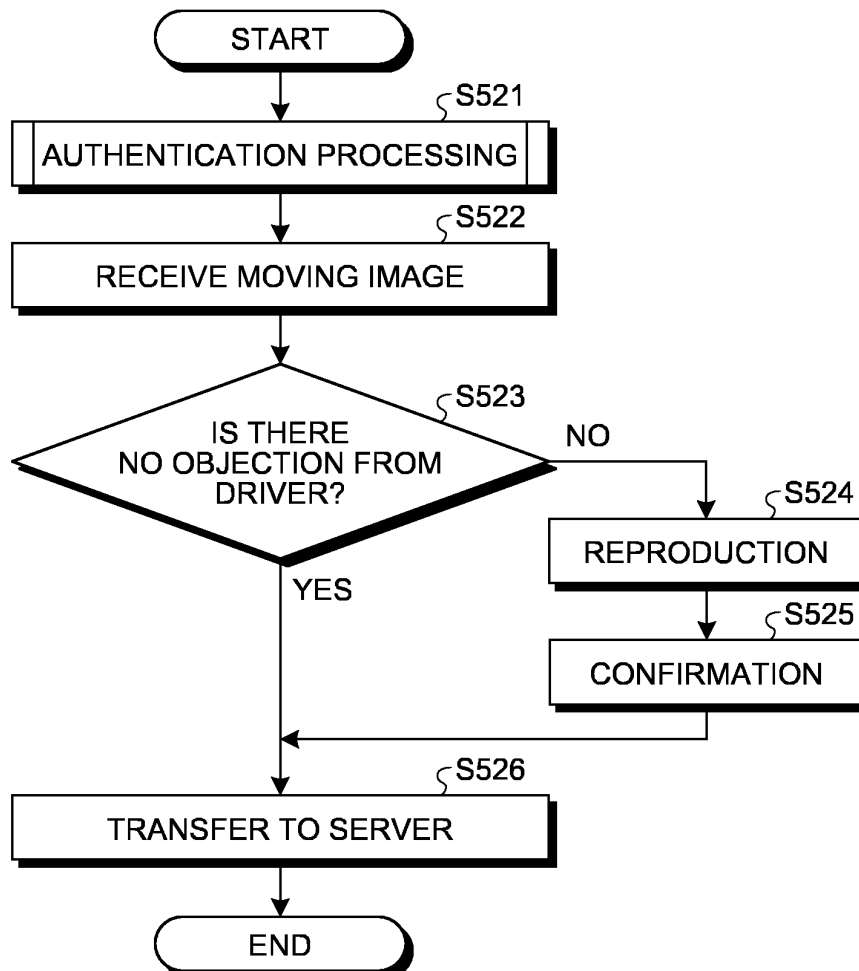 START
S521
AUTHENTICATION PROCESSING
S522
RECEIVE MOVING IMAGE
S523
IS THERE
NO OBJECTION FROM
DRIVER?
NO
YES
S524
REPRODUCTION
S525
CONFIRMATION
S526
TRANSFER TO SERVER
END